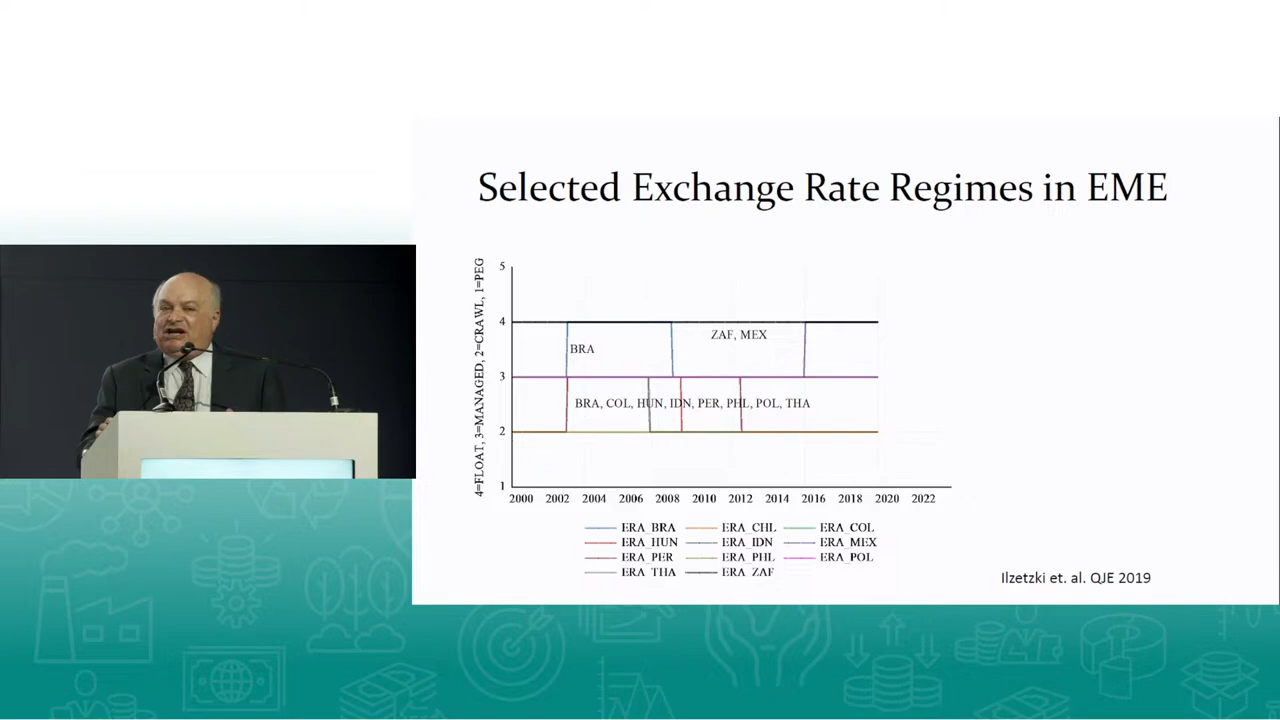 Selected Exchange Rate Regimes in EME
4=FLOAT, 3=MANAGED, 2=CRAWL, 1=PEG
5
4
3
2
1
BRA
ZAF, MEX
BRA, COL, HUN, IDN, PER, PHL, POL, THA
2000 2002 2004 2006 2008 2010 2012 2014 2016 2018 2020 2022
ERA_BRA ERA_CHL ERA_COL
ERA_HUN ERA_IDN ERA_MEX
ERA_PER ERA_PHL ERA_POL
ERA_THA ERA_ZAF
Ilzetzki et. al. QJE 2019